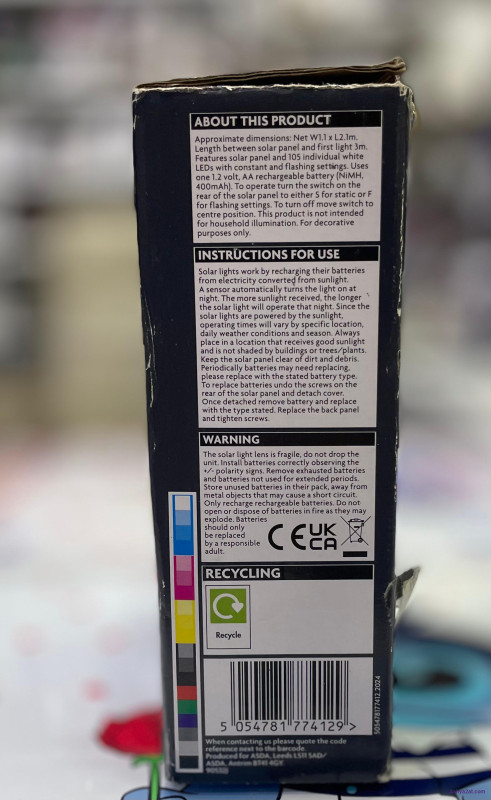 ABOUT THIS PRODUCT
Approximate dimensions: Net W1.1 x L2.1m.
Length between solar panel and first light 3m.
Features solar panel and 105 individual white
LEDs with constant and flashing settings. Uses
one 1.2 volt, AA rechargeable battery (NiMH,
400mAh). To operate turn the switch on the
rear of the solar panel to either S for static or F
for flashing settings. To turn off move switch to
centre position. This product is not intended
for household illumination. For decorative
purposes only.
INSTRUCTIONS FOR USE
Solar lights work by recharging their batteries
from electricity converted from sunlight.
A sensor automatically turns the light on at
night. The more sunlight received, the longer
the solar light will operate that night. Since the
solar lights are powered by the sunlight,
operating times will vary by specific location,
daily weather conditions and season. Always
place in a location that receives good sunlight
and is not shaded by buildings or trees/plants.
Keep the solar panel clear of dirt and debris.
Periodically batteries may need replacing,
please replace with the stated battery type.
To replace batteries undo the screws on the
rear of the solar panel and detach cover.
Once detached remove battery and replace
with the type stated. Replace the back panel
and tighten screws.
WARNING
The solar light lens is fragile, do not drop the
unit. Install batteries correctly observing the
+/- polarity signs. Remove exhausted batteries
and batteries not used for extended periods.
Store unused batteries in their pack, away from
metal objects that may cause a short circuit.
Only recharge rechargeable batteries. Do not
open or dispose of batteries in fire as they may
explode. Batteries
should only
be replaced
by a responsible
adult.
CE UK
CA
RECYCLING
Recycle
5 054781 774129 >
505478177412.2024
When contacting us please quote the code
reference next to the barcode.
Produced for ASDA, Leeds LS11 5AD/
ASDA, Antrim BT41 4GY.